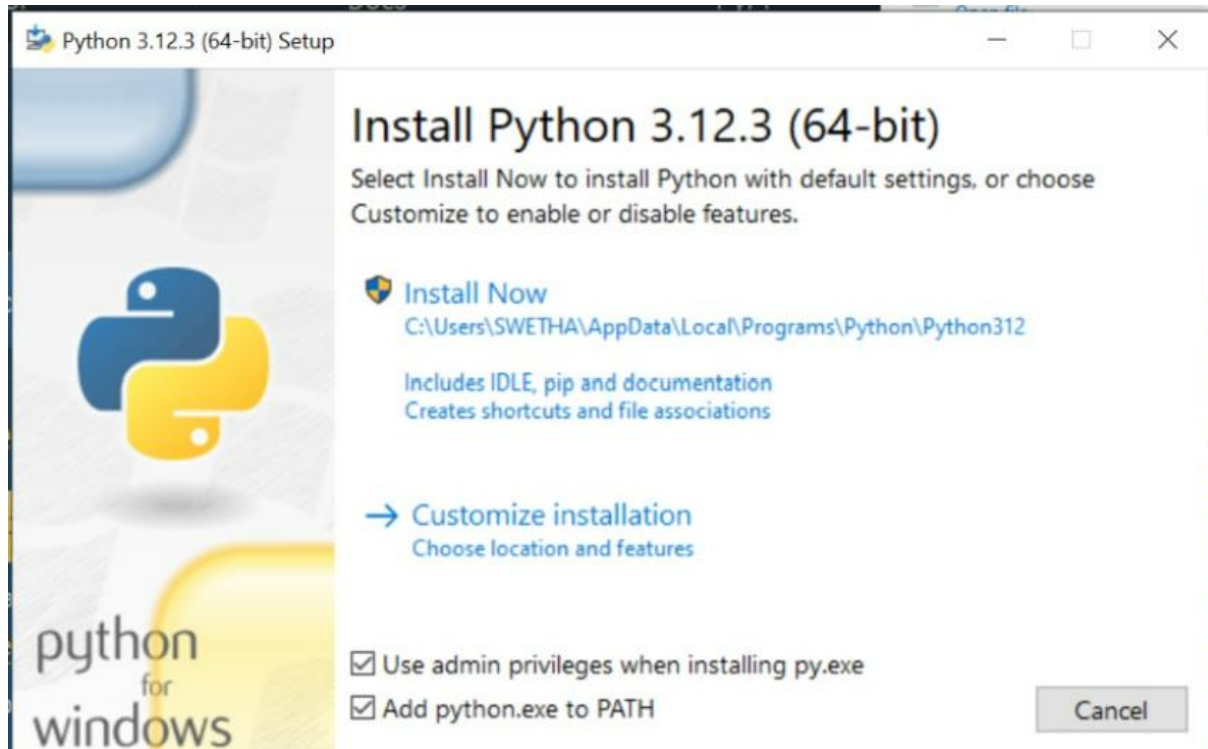 Python 3.12.3 (64-bit) Setup
Install Python 3.12.3 (64-bit)
Select Install Now to install Python with default settings, or choose
Customize to enable or disable features.
Install Now
C:\Users\SWETHA\AppData\Local\Programs\Python\Python312
Includes IDLE, pip and documentation
Creates shortcuts and file associations
Customize installation
Choose location and features
python
for
windows
Use admin privileges when installing py.exe
Add python.exe to PATH
Cancel